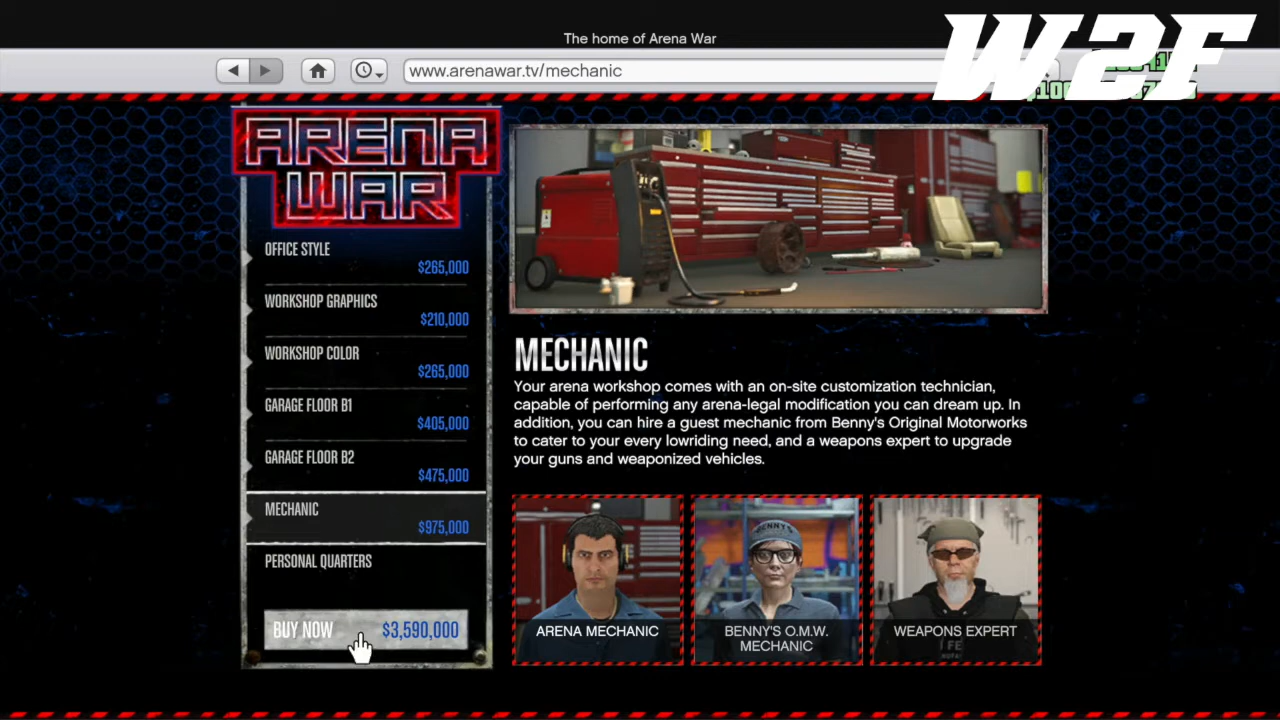 The home of Arena War
W2F
www.arenawar.tv/mechanic
ARENA
WAR
OFFICE STYLE
$265,000
WORKSHOP GRAPHICS
$210,000
WORKSHOP COLOR
$265,000
GARAGE FLOOR B1
$405,000
GARAGE FLOOR B2
$475,000
MECHANIC
$975,000
PERSONAL QUARTERS
BUY NOW $3,590,000
MECHANIC
Your arena workshop comes with an on-site customization technician,
capable of performing any arena-legal modification you can dream up. In
addition, you can hire a guest mechanic from Benny's Original Motorworks
to cater to your every lowriding need, and a weapons expert to upgrade
your guns and weaponized vehicles.
ARENA MECHANIC
BENNY'S
BENNY'S O.M.W.
MECHANIC
WEAPONS EXPERT